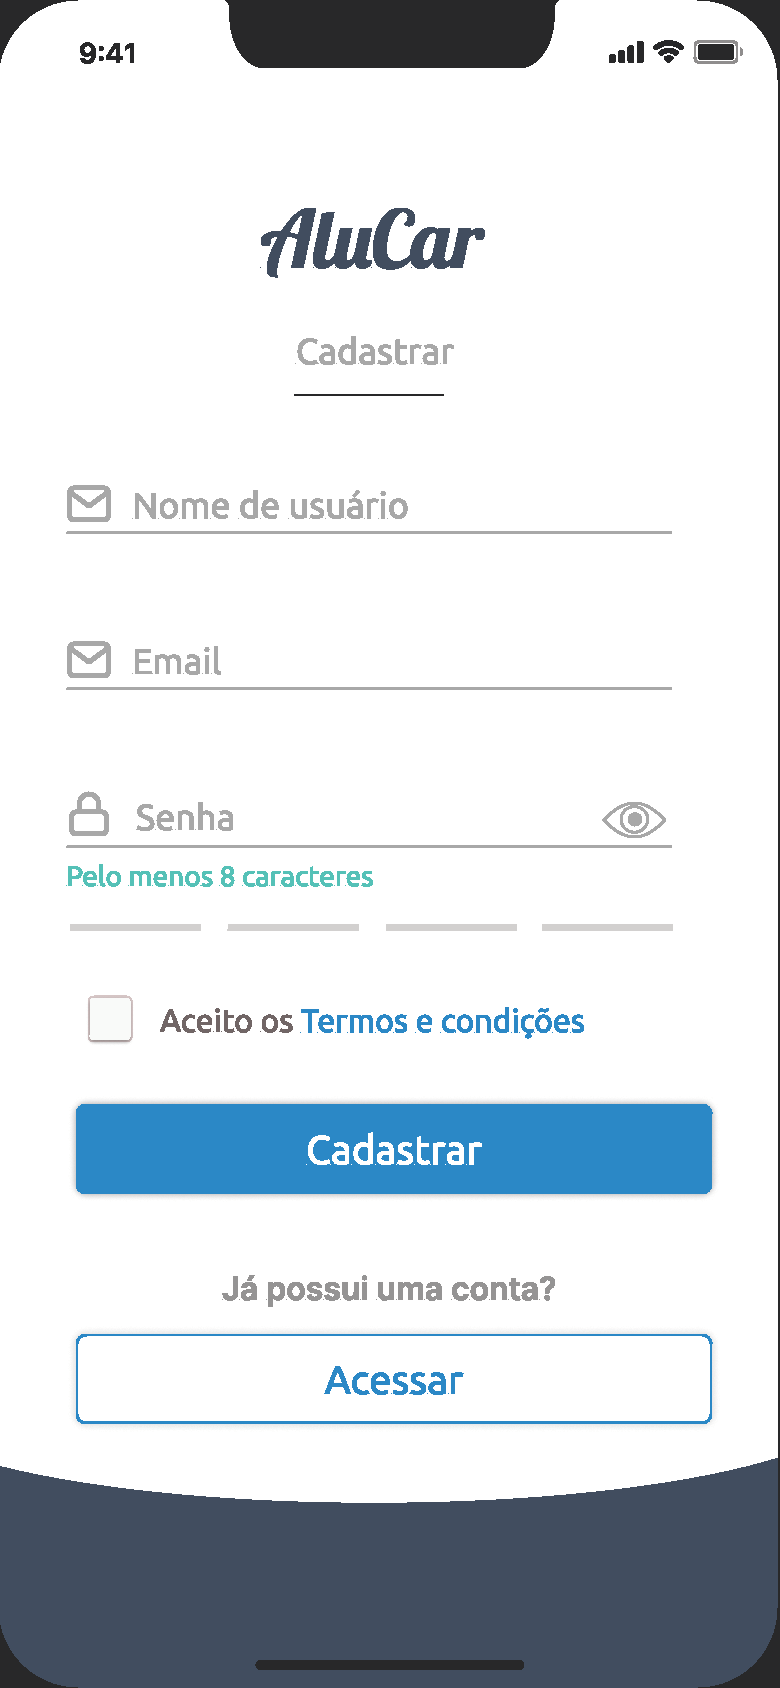 9:41
AluCar
Cadastrar
Nome de usuário
Email
Senha
Pelo menos 8 caracteres
Aceito os Termos e condições
Cadastrar
Já possui uma conta?
Acessar